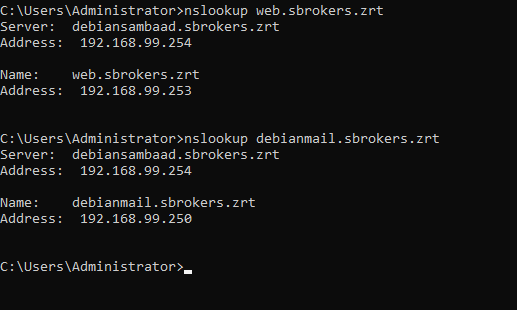 C:\Users\Administrator>nslookup web.sbrokers.zrt
Server:  debiansambaad.sbrokers.zrt
Address:  192.168.99.254
Name:    web.sbrokers.zrt
Address:  192.168.99.253
C:\Users\Administrator>nslookup debianmail.sbrokers.zrt
Server:  debiansambaad.sbrokers.zrt
Address:  192.168.99.254
Name:    debianmail.sbrokers.zrt
Address:  192.168.99.250
C:\Users\Administrator>